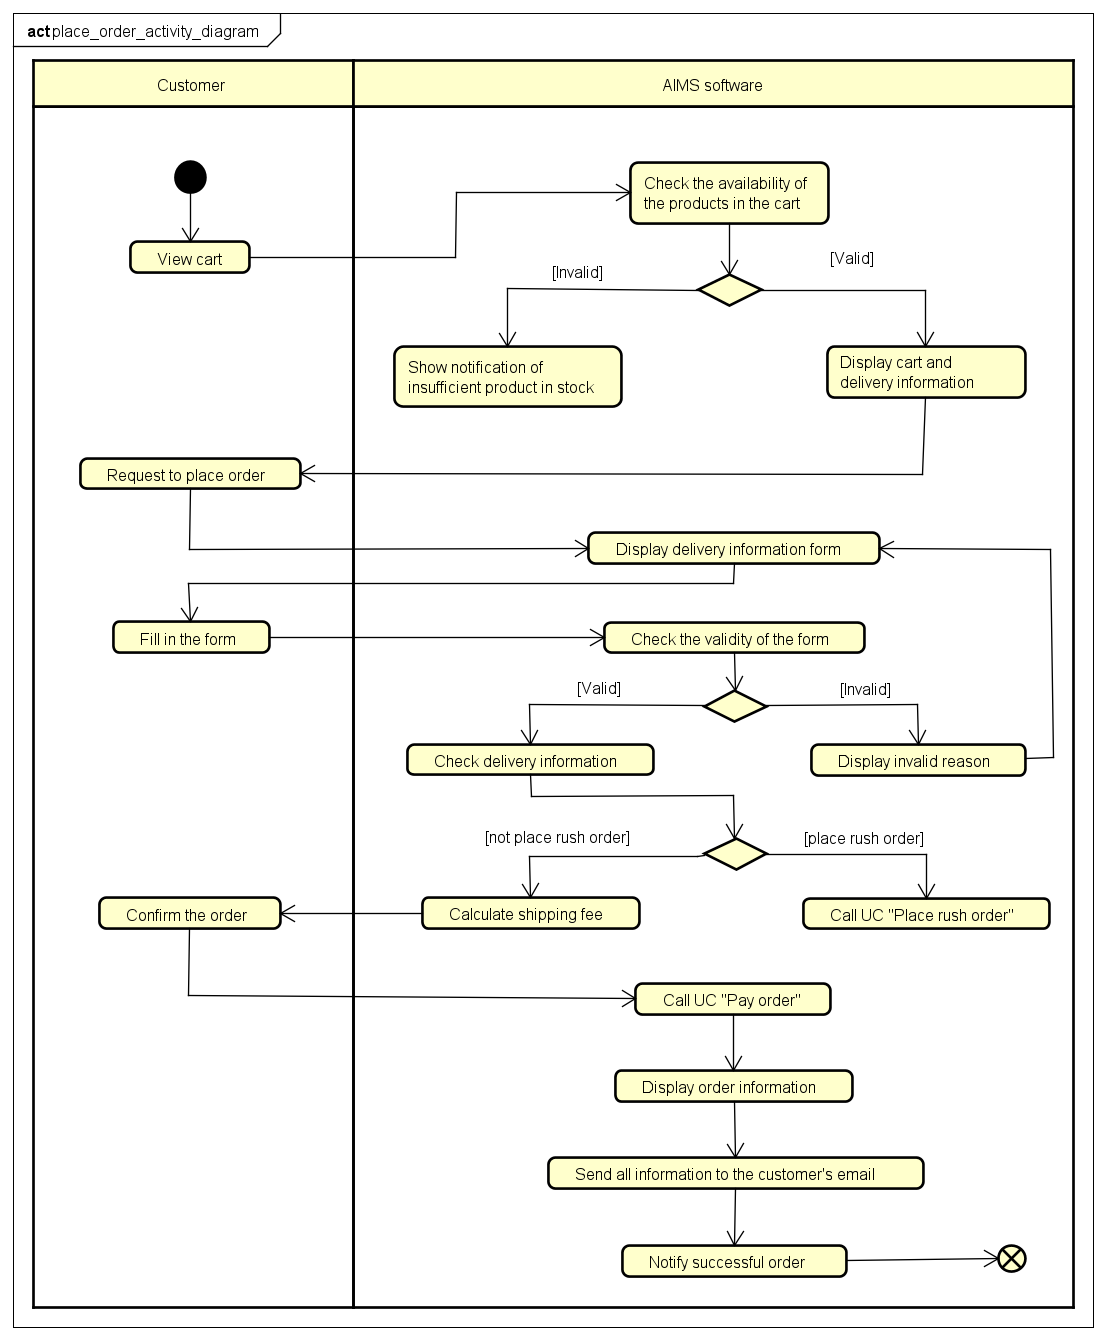 act place_order_activity_diagram
Customer
AIMS software
Check the availability of
the products in the cart
View cart
[Invalid]
[Valid]
Show notification of
insufficient product in stock
Display cart and
delivery information
Request to place order
Display delivery information form
Fill in the form
Check the validity of the form
[Valid]
[Invalid]
Check delivery information
Display invalid reason
[not place rush order]
[place rush order]
Confirm the order
Calculate shipping fee
Call UC "Place rush order"
Call UC "Pay order"
Display order information
Send all information to the customer's email
Notify successful order